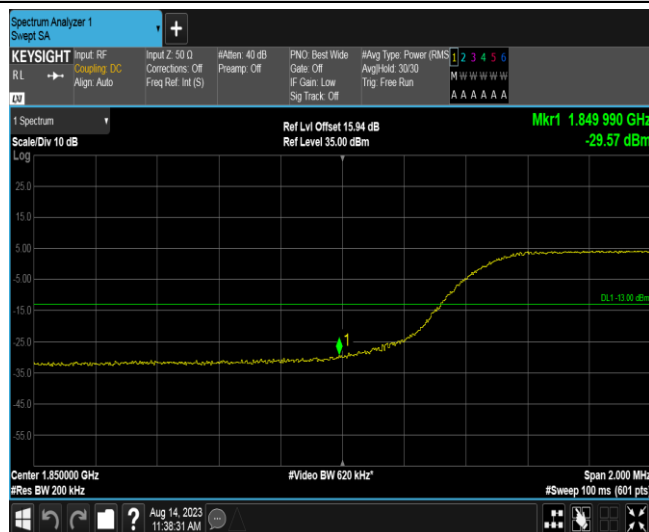 Spectrum Analyzer 1
Swept SA
+
KEYSIGHT Input: RF Input Z: 50 Ω #Atten: 40 dB PNO: Best Wide #Avg Type: Power (RMS 1 2 3 4 5 6
RL Coupling: DC Corrections: Off Preamp: Off Gate: Off Avg|Hold: 30/30 M W W W W W
Align: Auto Freq Ref: Int (S) IF Gain: Low Trig: Free Run
Sig Track: Off A A A A A A
LXI
1 Spectrum Ref Lvl Offset 15.94 dB Mkr1 1.849 990 GHz
Scale/Div 10 dB Ref Level 35.00 dBm -29.57 dBm
Log
25.0
15.0
5.00
-5.00
DL1 -13.00 dBm
-15.0
1
-25.0
-35.0
-45.0
-55.0
Center 1.850000 GHz #Video BW 620 kHz* Span 2.000 MHz
#Res BW 200 kHz #Sweep 100 ms (601 pts)
? Aug 14, 2023
11:38:31 AM